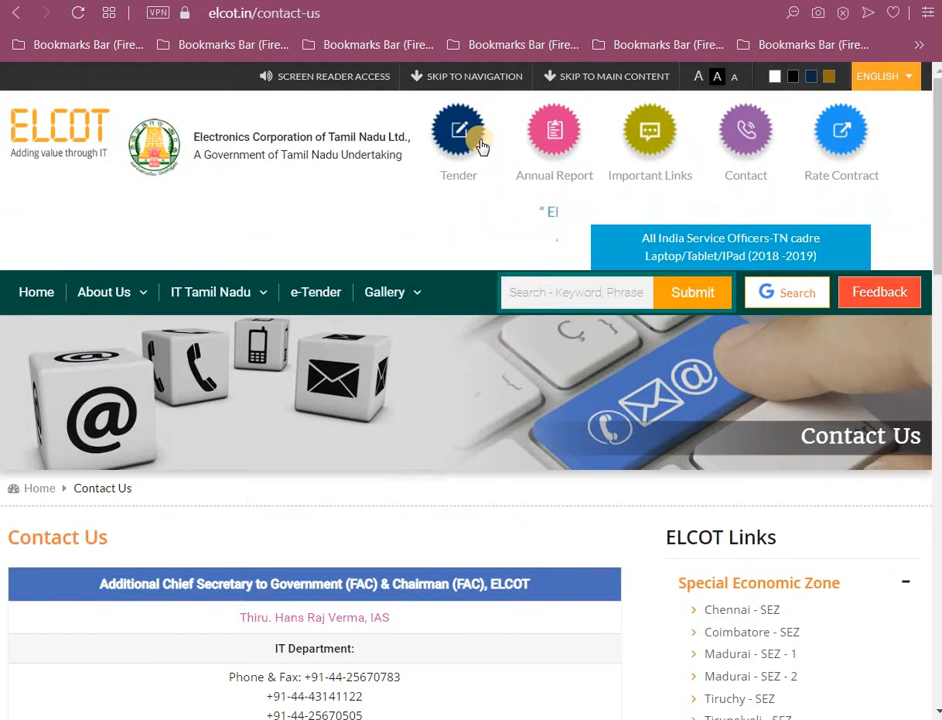 VPN
elcot.in/contact-us
Bookmarks Bar (Fire...
Bookmarks Bar (Fire...
Bookmarks Bar (Fire...
Bookmarks Bar (Fire...
Bookmarks Bar (Fire...
Bookmarks Bar (Fire...
SCREEN READER ACCESS
SKIP TO NAVIGATION
SKIP TO MAIN CONTENT
A A A
ENGLISH
ELCOT
Adding value through IT
Electronics Corporation of Tamil Nadu Ltd.,
A Government of Tamil Nadu Undertaking
Tender
Annual Report
Important Links
Contact
Rate Contract
All India Service Officers-TN cadre
Laptop/Tablet/IPad (2018 -2019)
Home
About Us
IT Tamil Nadu
e-Tender
Gallery
Search - Keyword, Phrase
Submit
G Search
Feedback
Contact Us
Home
Contact Us
Contact Us
Additional Chief Secretary to Government (FAC) & Chairman (FAC), ELCOT
Thiru. Hans Raj Verma, IAS
IT Department:
Phone & Fax: +91-44-25670783
+91-44-43141122
+91-44-25670505
ELCOT Links
Special Economic Zone
Chennai - SEZ
Coimbatore - SEZ
Madurai - SEZ - 1
Madurai - SEZ - 2
Tiruchy - SEZ
Tirunelveli - SEZ